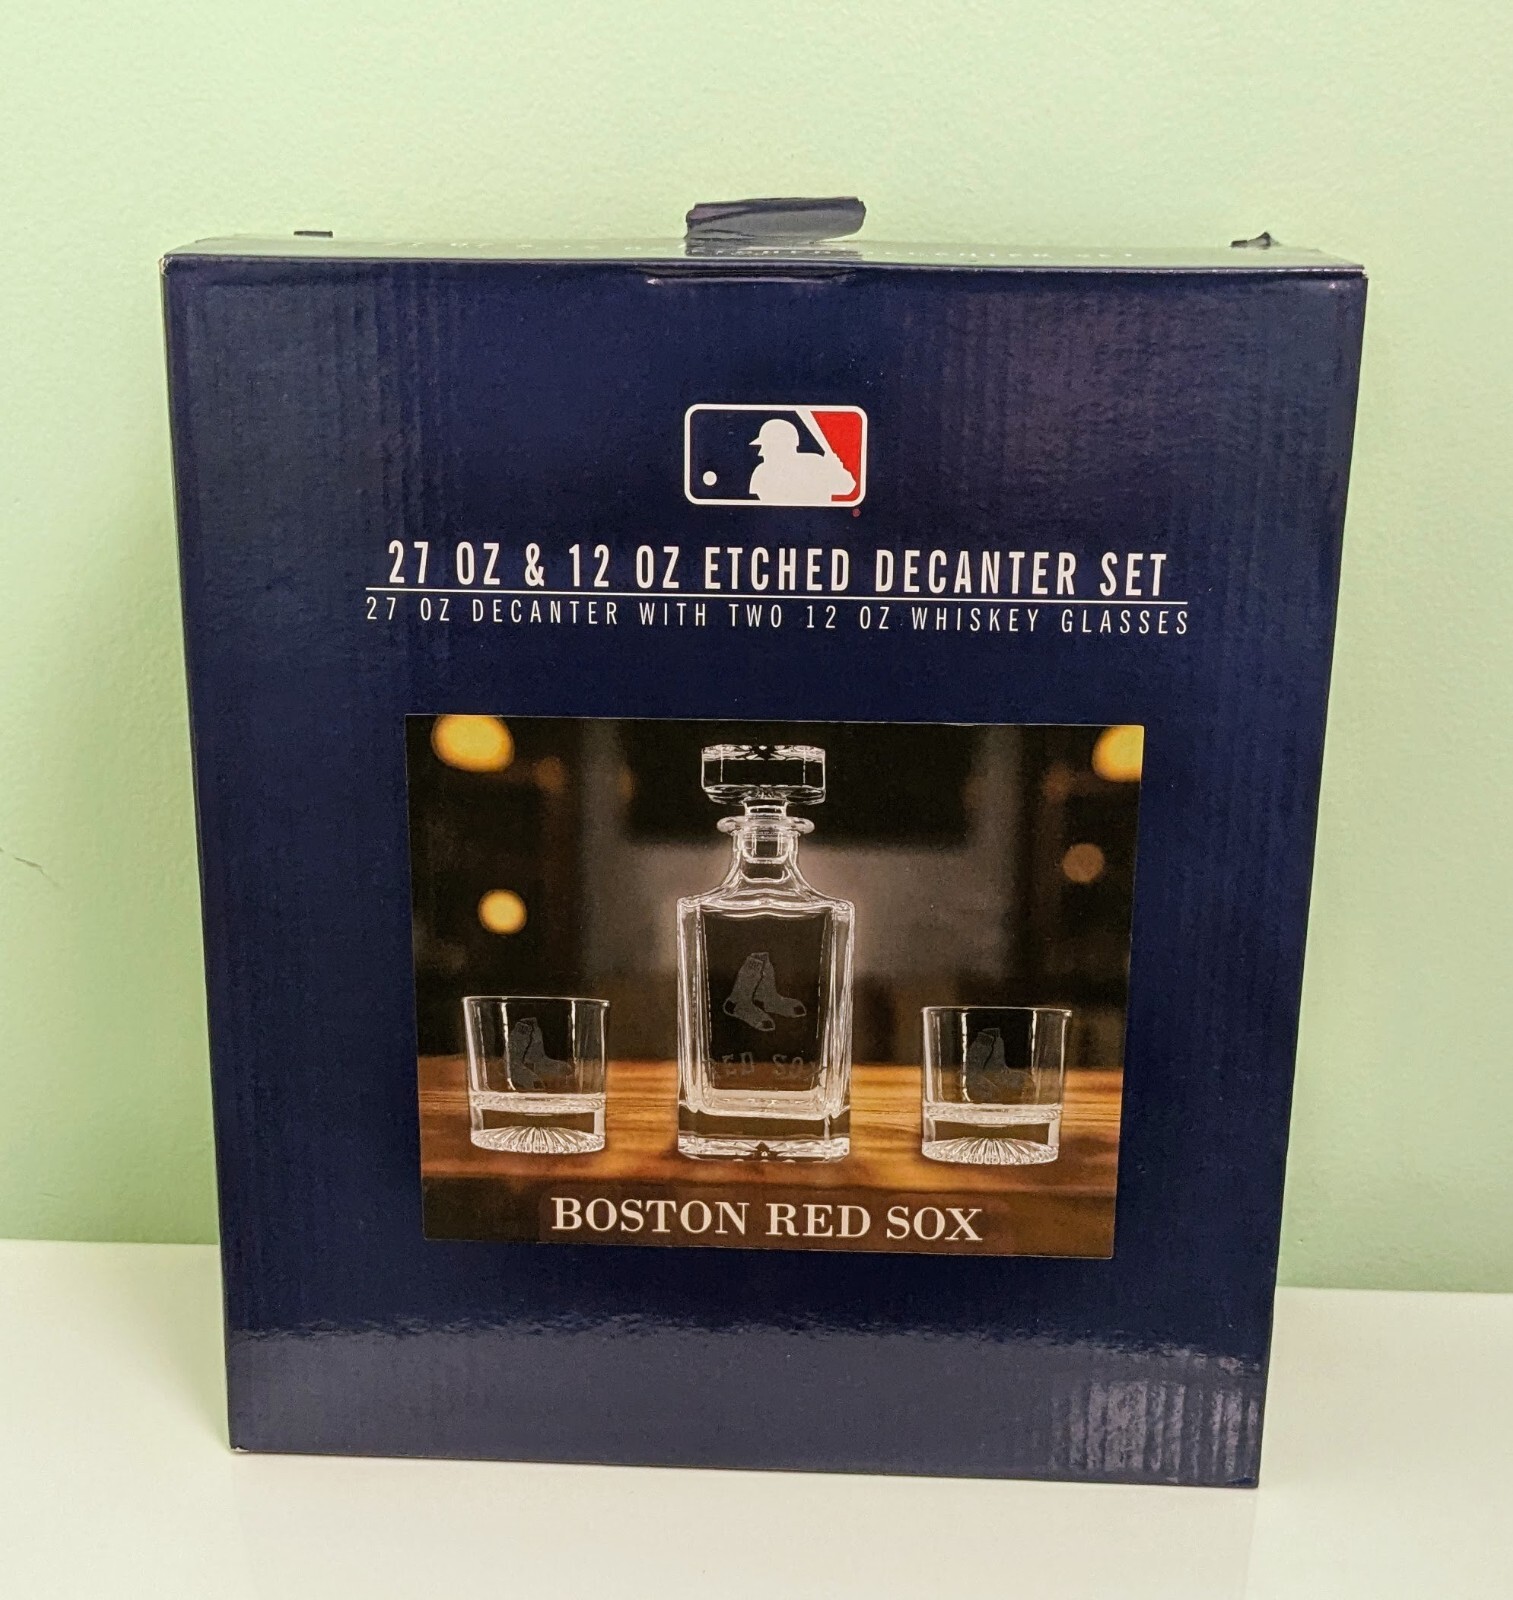 27 OZ & 12 OZ ETCHED DECANTER SET
27 OZ DECANTER WITH TWO 12 OZ WHISKEY GLASSES
RED SOX
BOSTON RED SOX